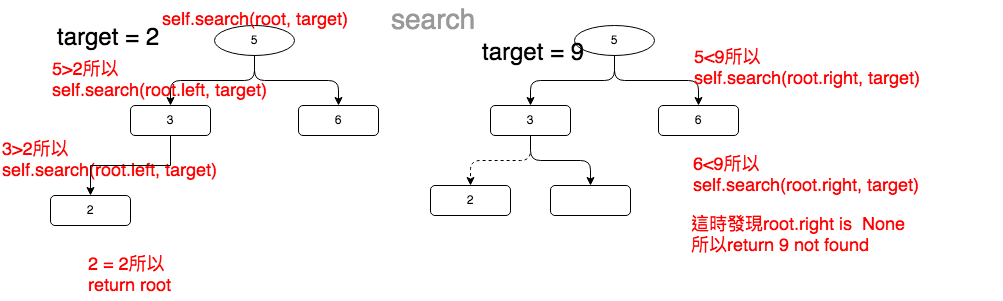 search
self.search(root, target)
target = 2
5
5>2所以
self.search(root.left, target)
3
6
3>2所以
self.search(root.left, target)
2
2 = 2所以
return root
target = 9
5
5<9所以
self.search(root.right, target)
3
6
6<9所以
self.search(root.right, target)
2
這時發現root.right is None
所以return 9 not found